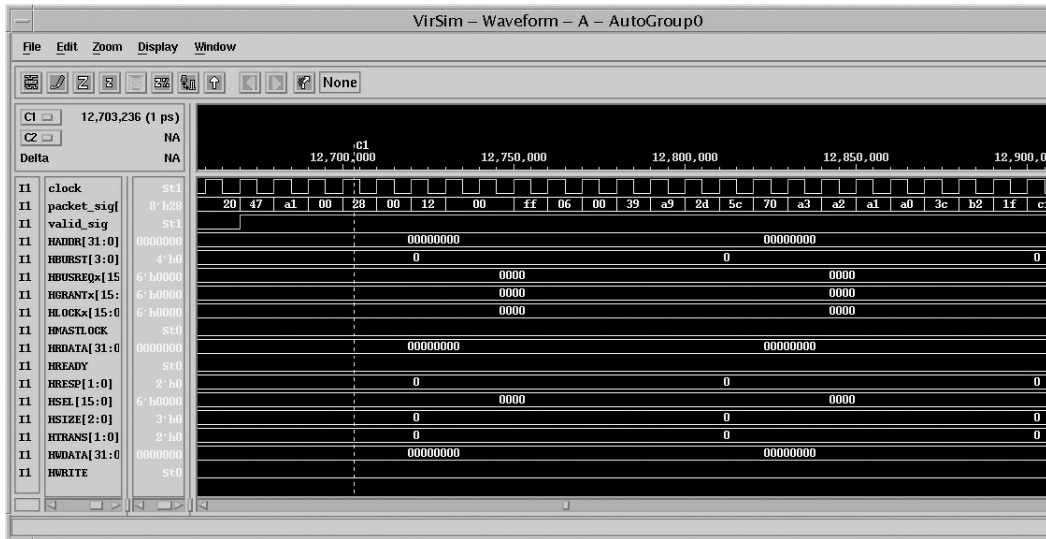 VirSim – Waveform – A – AutoGroup0
File Edit Zoom Display Window
None
C1 12,703,236 (1 ps)
C2 NA
Delta NA
C1
12,700,000 12,750,000 12,800,000 12,850,000 12,900,0
I1 clock St1
I1 packet_sig[ 8'h28 20 47 a1 00 28 00 12 00 ff 06 00 39 a9 2d 5c 70 a3 a2 a1 a0 3c b2 1f
I1 valid_sig St1
I1 HADDR[31:0] 0000000 00000000 00000000
I1 HBURST[3:0] 4'h0 0 0 0
I1 HBUSREQx[15 6'h0000 0000 0000
I1 HGRANTx[15: 6'h0000 0000 0000
I1 HLOCKx[15:0 6'h0000 0000 0000
I1 HMASTLOCK St0
I1 HRDATA[31:0 0000000 00000000 00000000
I1 HREADY St0
I1 HRESP[1:0] 2'h0 0 0 0
I1 HSEL[15:0] 6'h0000 0000 0000
I1 HSIZE[2:0] 3'h0 0 0 0
I1 HTRANS[1:0] 2'h0 0 0 0
I1 HWDATA[31:0 0000000 00000000 00000000
I1 HWRITE St0